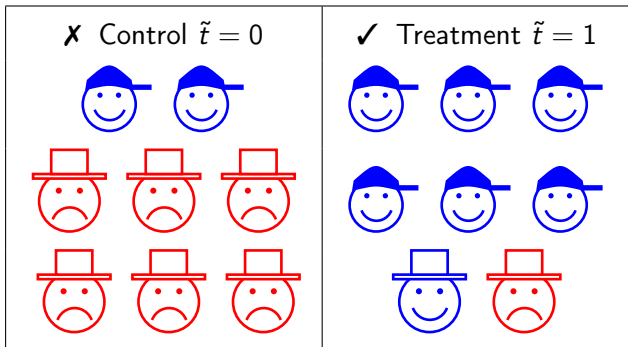 ✗ Control t̃ = 0
✓ Treatment t̃ = 1